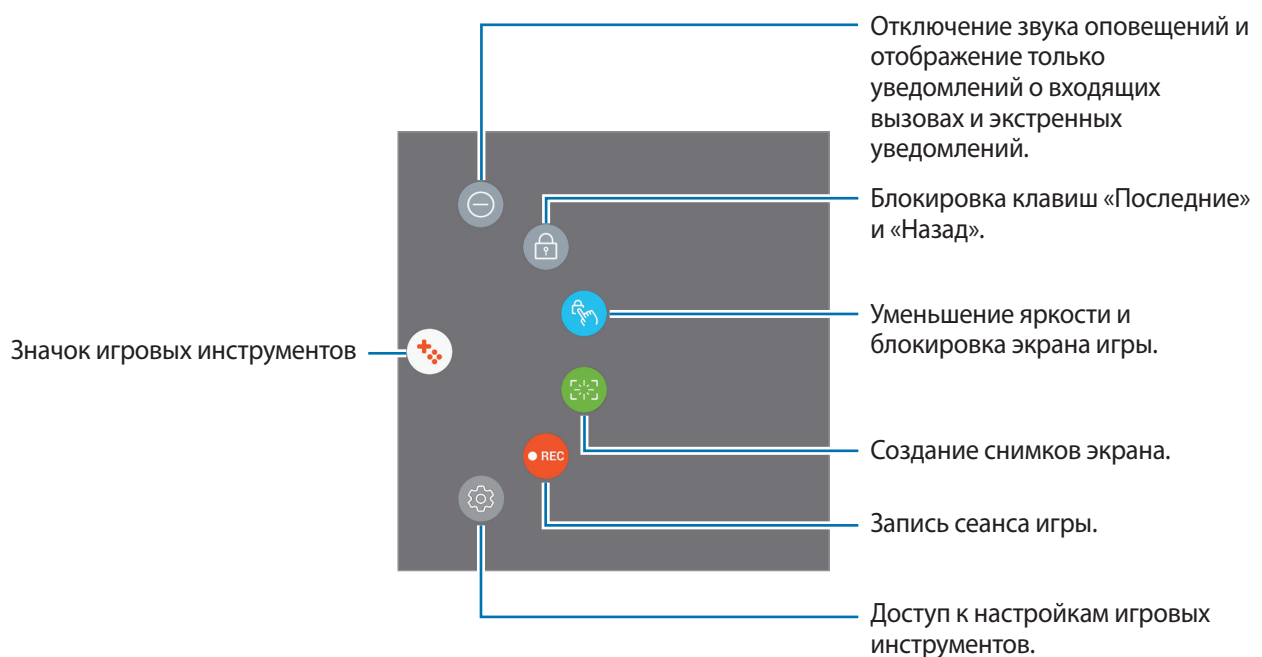 Отключение звука оповещений и
отображение только
уведомлений о входящих
вызовах и экстренных
уведомлений.
Блокировка клавиш «Последние»
и «Назад».
Уменьшение яркости и
блокировка экрана игры.
Значок игровых инструментов
Создание снимков экрана.
REC
Запись сеанса игры.
Доступ к настройкам игровых
инструментов.